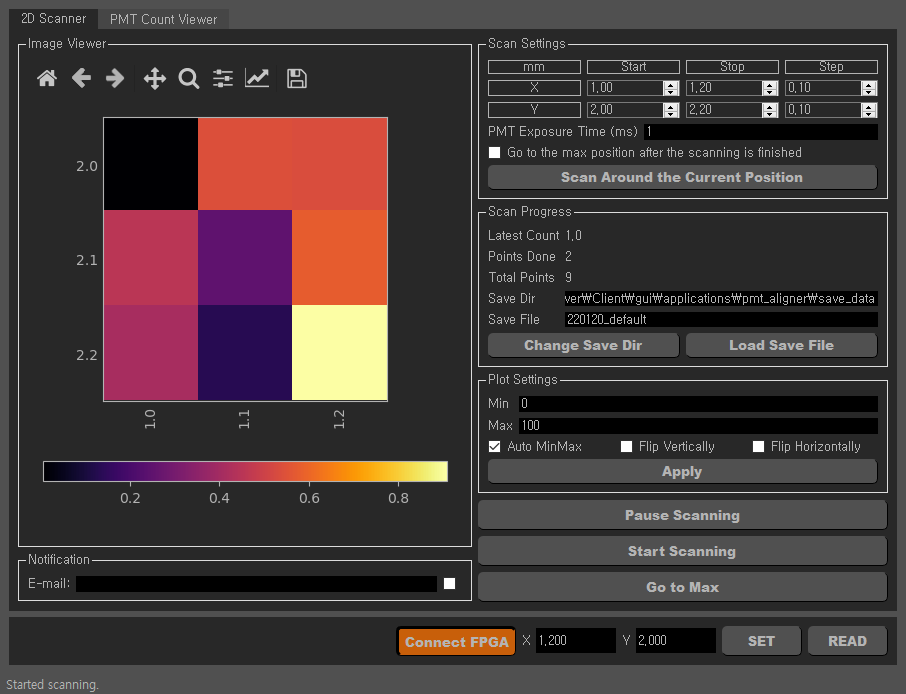 2D Scanner PMT Count Viewer
Image Viewer
2.0
2.1
2.2
1.0 1.1 1.2
0.2 0.4 0.6 0.8
Notification
E-mail:
Scan Settings
mm Start Stop Step
X 1,00 1,20 0,10
Y 2,00 2,20 0,10
PMT Exposure Time (ms) 1
Go to the max position after the scanning is finished
Scan Around the Current Position
Scan Progress
Latest Count 1,0
Points Done 2
Total Points 9
Save Dir ver₩Client₩gui₩applications₩pmt_aligner₩save_data
Save File 220120_default
Change Save Dir Load Save File
Plot Settings
Min 0
Max 100
Auto MinMax Flip Vertically Flip Horizontally
Apply
Pause Scanning
Start Scanning
Go to Max
Connect FPGA X 1,200 Y 2,000 SET READ
Started scanning.